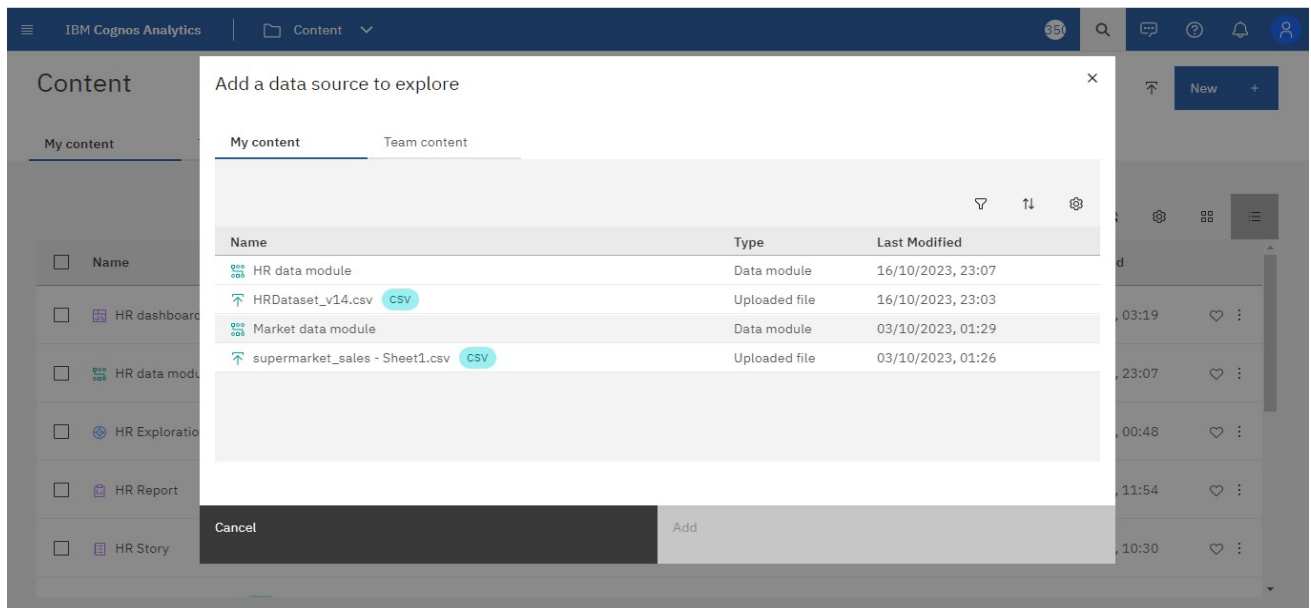 IBM Cognos Analytics Content
Content New +
Add a data source to explore
My content
My content Team content
Name Type Last Modified
HR data module Data module 16/10/2023, 23:07
HRDataset_v14.csv CSV Uploaded file 16/10/2023, 23:03
Market data module Data module 03/10/2023, 01:29
supermarket_sales - Sheet1.csv CSV Uploaded file 03/10/2023, 01:26
Cancel Add
Name
HR dashboard , 03:19
HR data modu , 23:07
HR Exploratio , 00:48
HR Report , 11:54
HR Story , 10:30